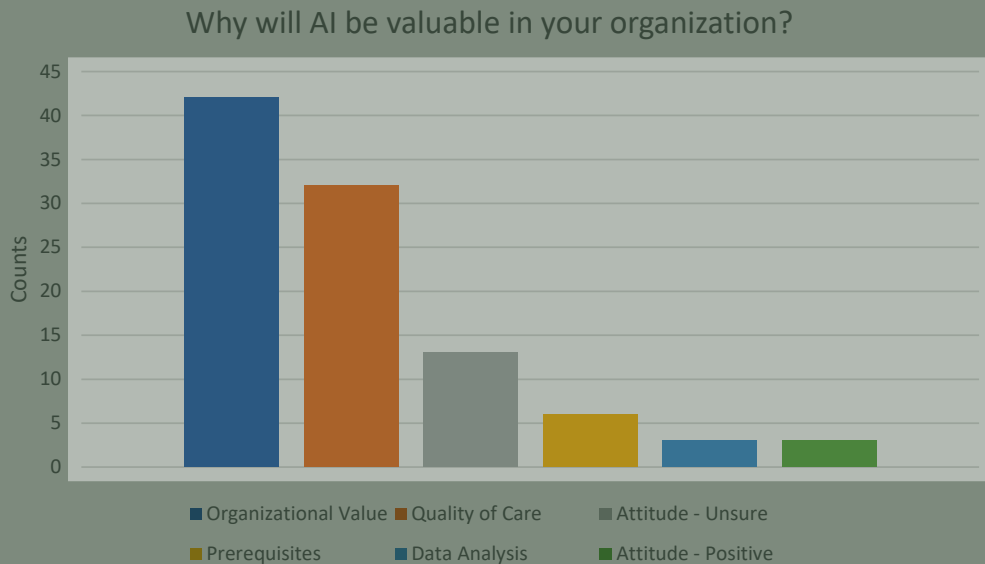 Why will AI be valuable in your organization?
45
40
35
30
25
20
15
10
5
0
Counts
Organizational Value Quality of Care Attitude - Unsure
Prerequisites Data Analysis Attitude - Positive